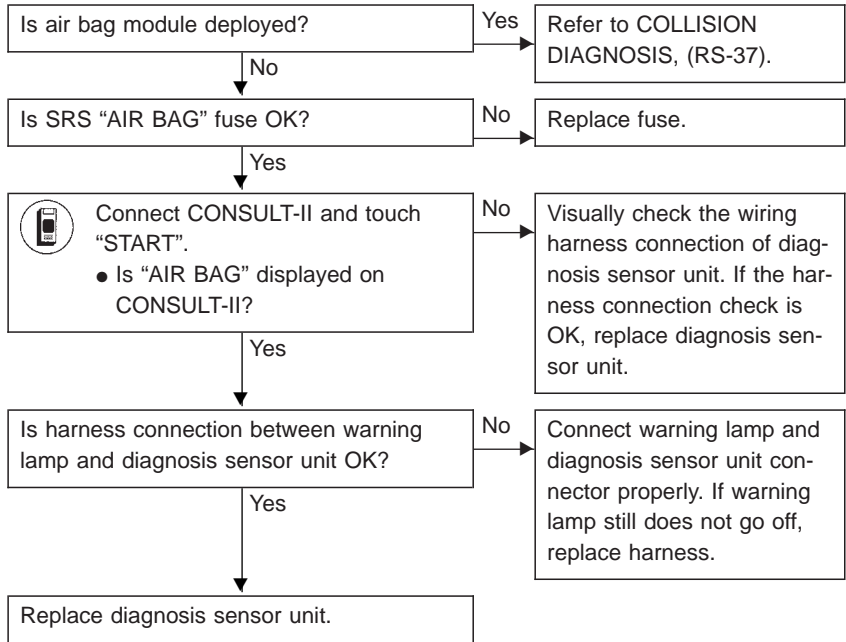 Is air bag module deployed?
Yes
Refer to COLLISION
DIAGNOSIS, (RS-37).
No
Is SRS “AIR BAG” fuse OK?
No
Replace fuse.
Yes
Connect CONSULT-II and touch
“START”.
● Is “AIR BAG” displayed on
CONSULT-II?
No
Visually check the wiring
harness connection of diag-
nosis sensor unit. If the har-
ness connection check is
OK, replace diagnosis sen-
sor unit.
Yes
Is harness connection between warning
lamp and diagnosis sensor unit OK?
No
Connect warning lamp and
diagnosis sensor unit con-
nector properly. If warning
lamp still does not go off,
replace harness.
Yes
Replace diagnosis sensor unit.